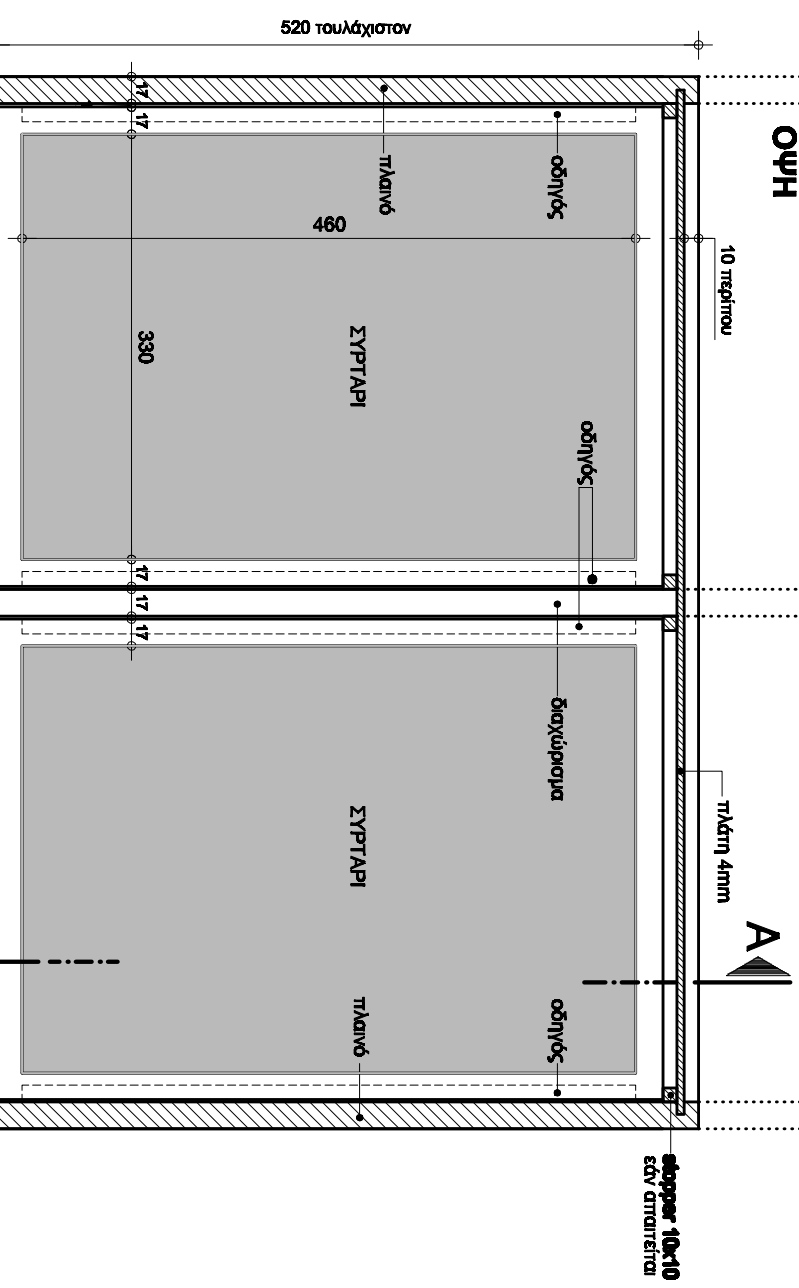 520 τουλάχιστον
ΟΨΗ
17
17
πλαινό
οδηγός
460
10 περίπου
330
ΣΥΡΤΑΡΙ
οδηγός
17
17
17
διαχώρισμα
ΣΥΡΤΑΡΙ
πλάτη 4mm
A
πλαινό
οδηγός
stopper 10x10
εάν απαιτείται